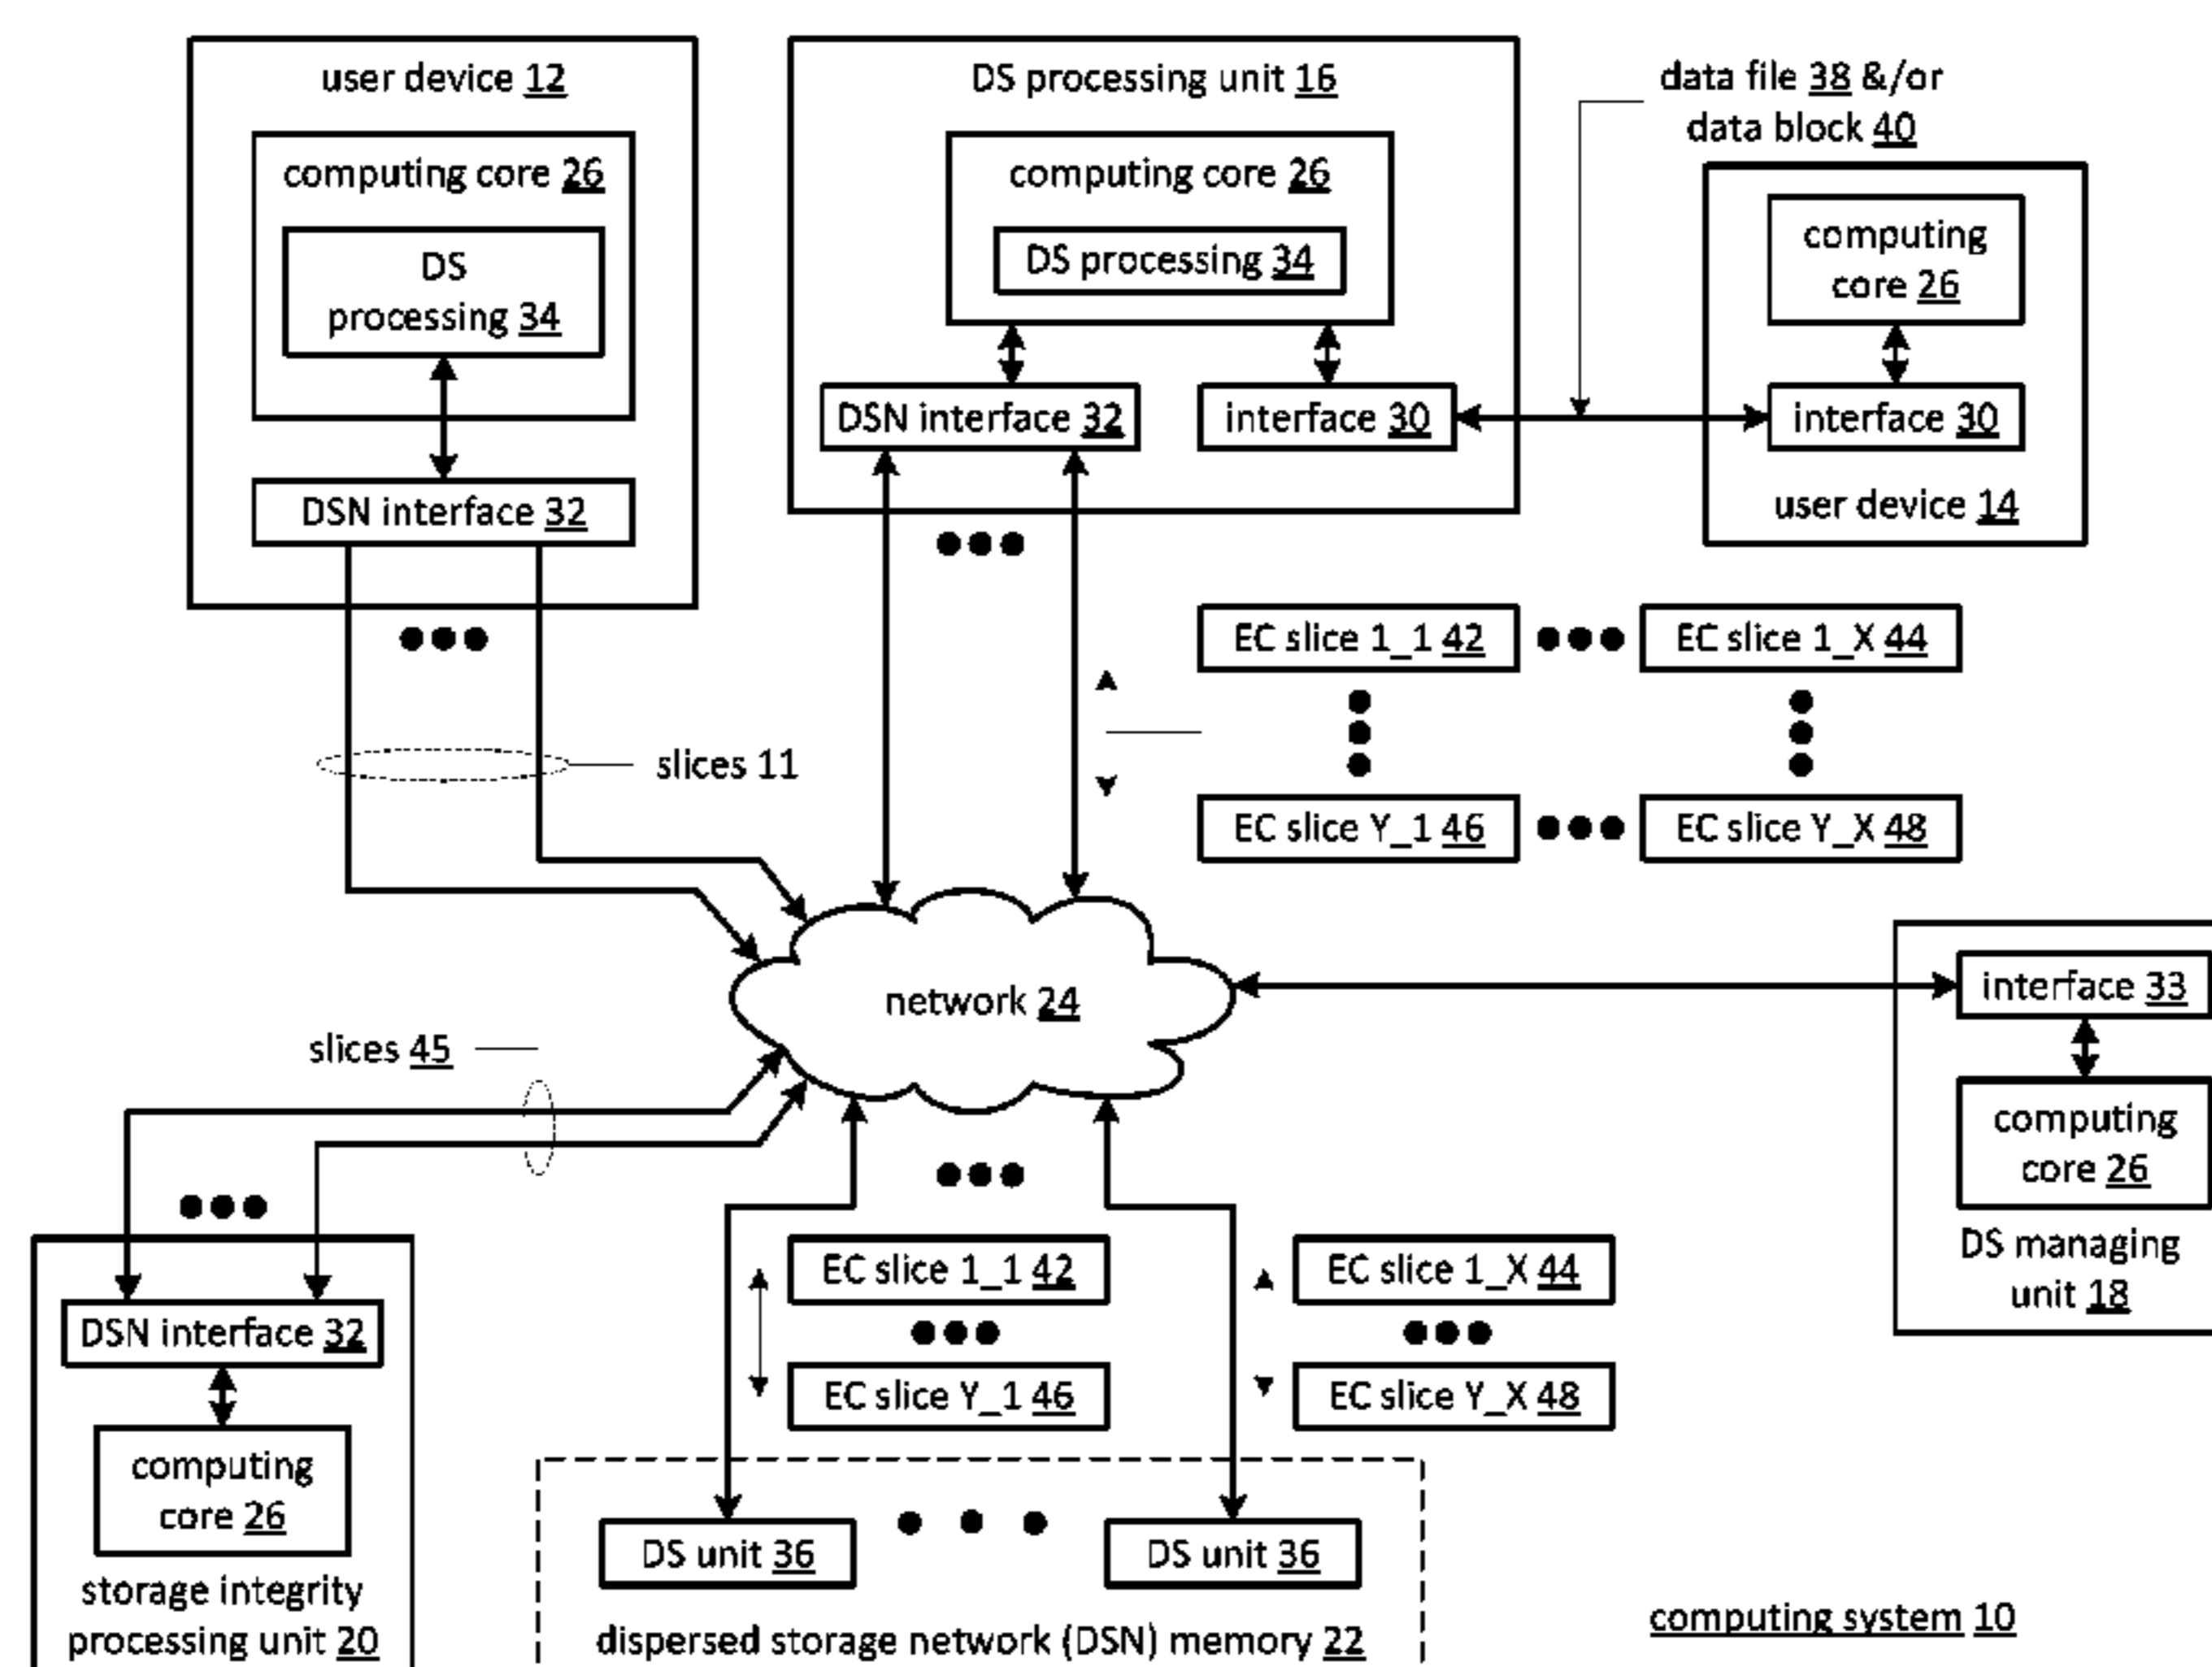 user device 12
computing core 26
DS
processing 34
DSN interface 32
DS processing unit 16
computing core 26
DS processing 34
DSN interface 32
interface 30
data file 38 &/or
data block 40
computing
core 26
interface 30
user device 14
slices 11
EC slice 1_1 42
EC slice 1_X 44
EC slice Y_1 46
EC slice Y_X 48
network 24
interface 33
computing
core 26
DS managing
unit 18
slices 45
DSN interface 32
computing
core 26
storage integrity
processing unit 20
EC slice 1_1 42
EC slice 1_X 44
EC slice Y_1 46
EC slice Y_X 48
DS unit 36
DS unit 36
dispersed storage network (DSN) memory 22
computing system 10